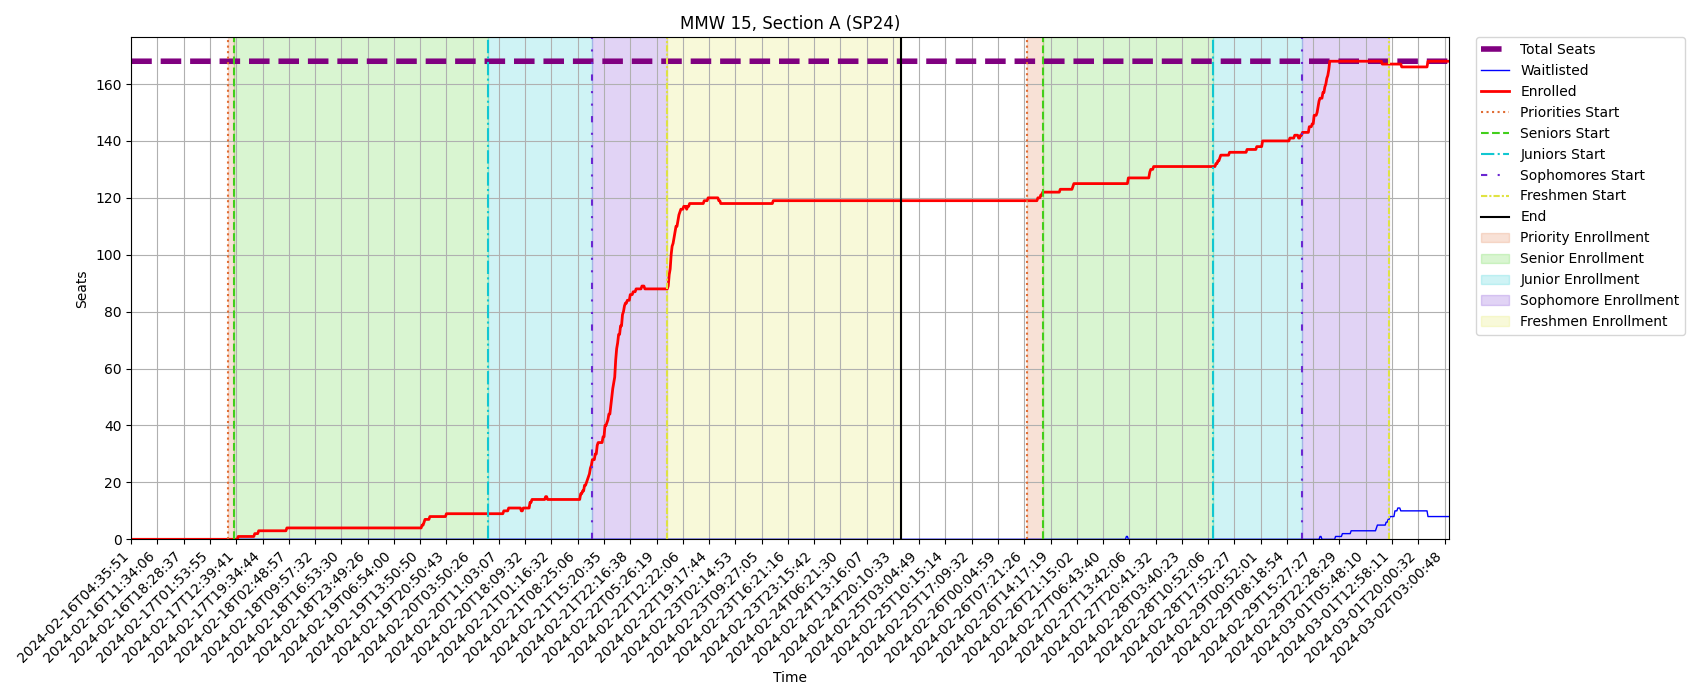 MMW 15, Section A (SP24)
Seats
160
140
120
100
80
60
40
20
0
2024-02-16T04:35:51
2024-02-16T11:34:06
2024-02-16T18:28:37
2024-02-17T01:53:55
2024-02-17T12:39:41
2024-02-17T19:34:44
2024-02-18T02:48:57
2024-02-18T09:57:32
2024-02-18T16:53:30
2024-02-18T23:49:26
2024-02-19T06:54:00
2024-02-19T13:50:50
2024-02-19T20:50:43
2024-02-20T03:50:26
2024-02-20T11:03:07
2024-02-20T18:09:32
2024-02-21T01:16:32
2024-02-21T08:25:06
2024-02-21T15:20:35
2024-02-21T22:16:38
2024-02-22T05:26:19
2024-02-22T12:22:06
2024-02-22T19:17:44
2024-02-23T02:14:53
2024-02-23T09:27:05
2024-02-23T16:21:16
2024-02-23T23:15:42
2024-02-24T06:21:30
2024-02-24T13:16:07
2024-02-24T20:10:33
2024-02-25T03:04:49
2024-02-25T10:15:14
2024-02-25T17:09:32
2024-02-26T00:04:59
2024-02-26T07:21:26
2024-02-26T14:17:19
2024-02-26T21:15:02
2024-02-27T06:43:40
2024-02-27T13:42:06
2024-02-27T20:41:32
2024-02-28T03:40:23
2024-02-28T10:52:06
2024-02-28T17:52:27
2024-02-29T00:52:01
2024-02-29T08:18:54
2024-02-29T15:27:27
2024-02-29T22:28:29
2024-03-01T05:48:10
2024-03-01T12:58:11
2024-03-01T20:00:32
2024-03-02T03:00:48
Time
Total Seats
Waitlisted
Enrolled
Priorities Start
Seniors Start
Juniors Start
Sophomores Start
Freshmen Start
End
Priority Enrollment
Senior Enrollment
Junior Enrollment
Sophomore Enrollment
Freshmen Enrollment